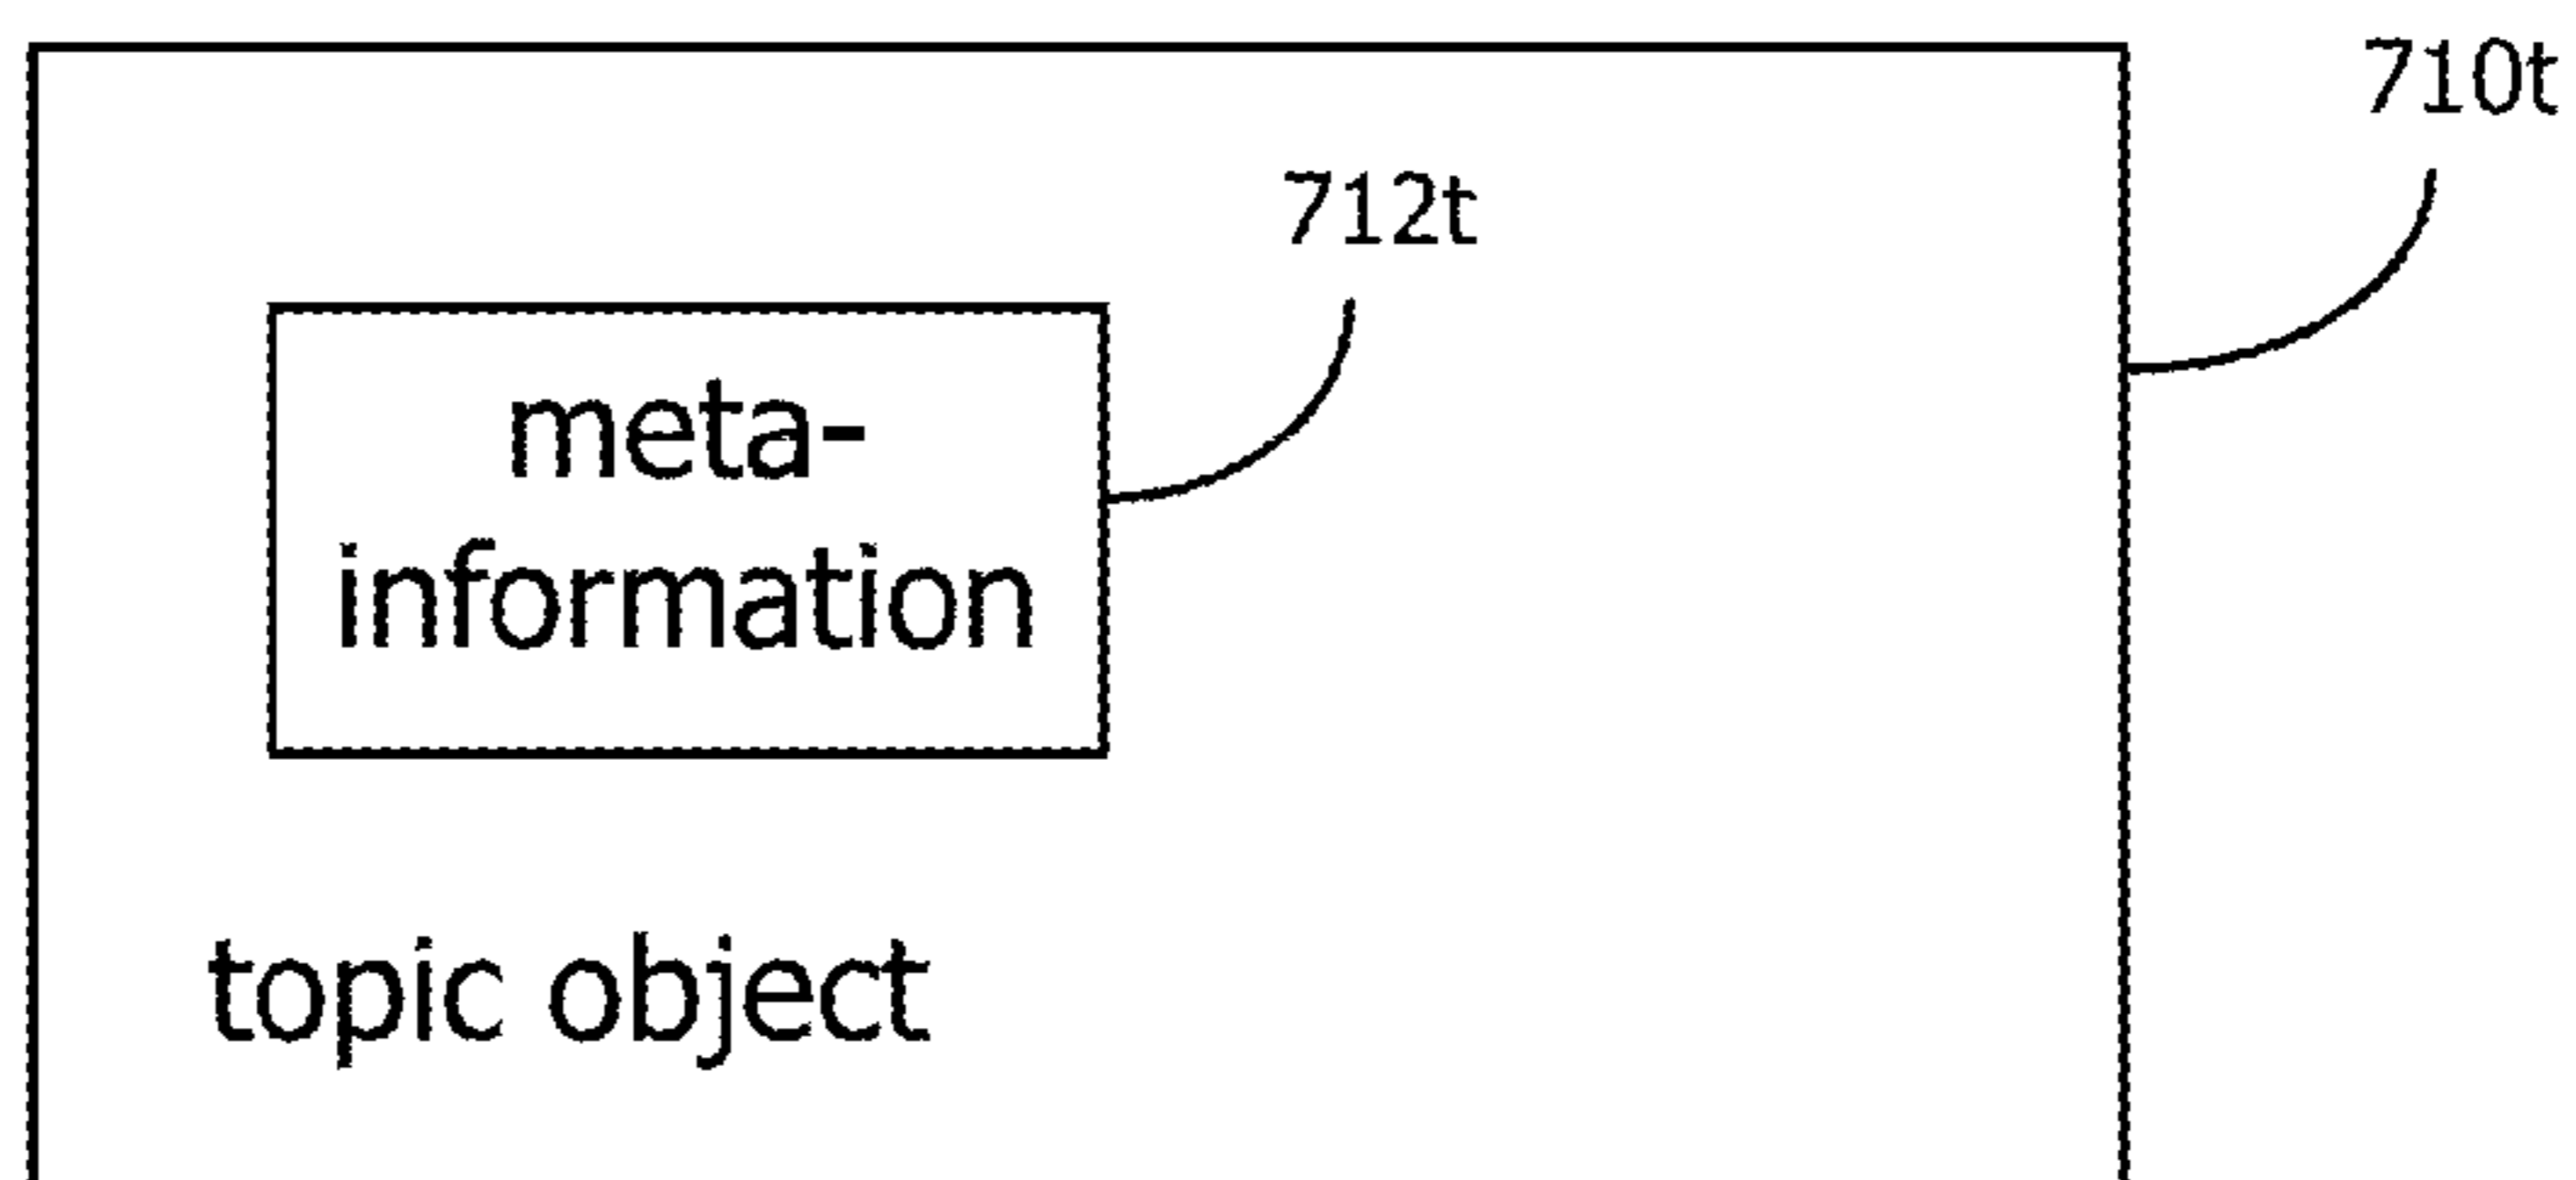 710t
712t
meta-
information
topic object